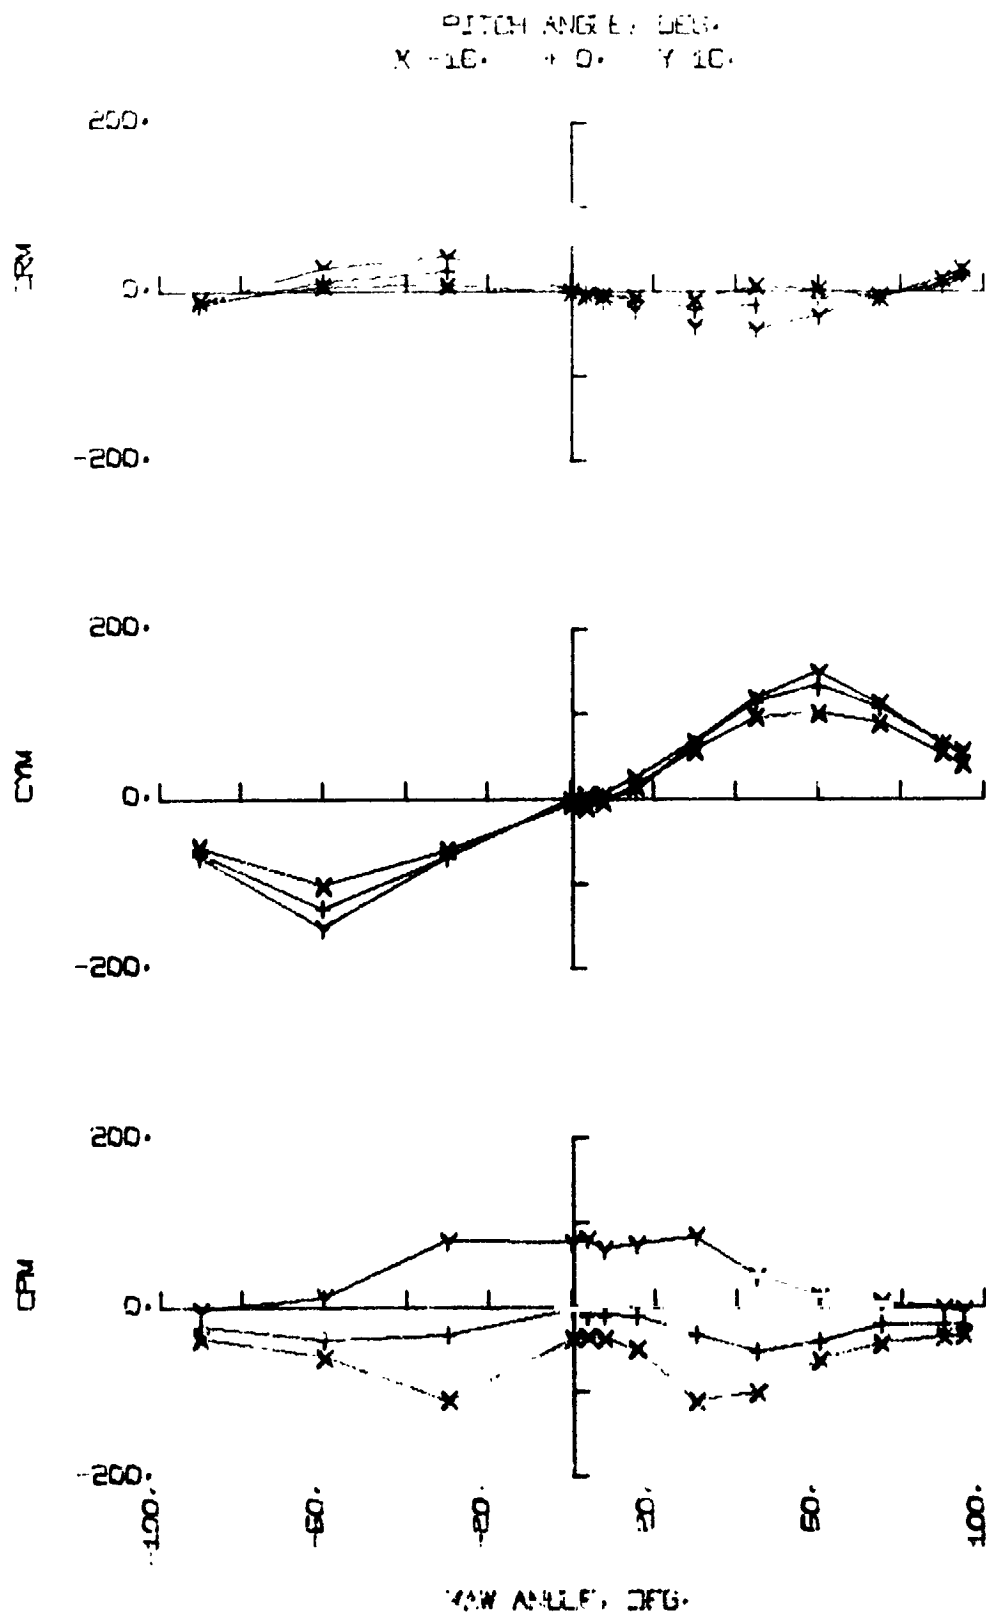 PITCH ANGLE, DEG.
X -10. + 0. Y 10.
200.
CRM
0.
-200.
200.
CYM
0.
-200.
200.
CPM
0.
-200.
-100. -60. -20. 20. 60. 100.
YAW ANGLE, DEG.